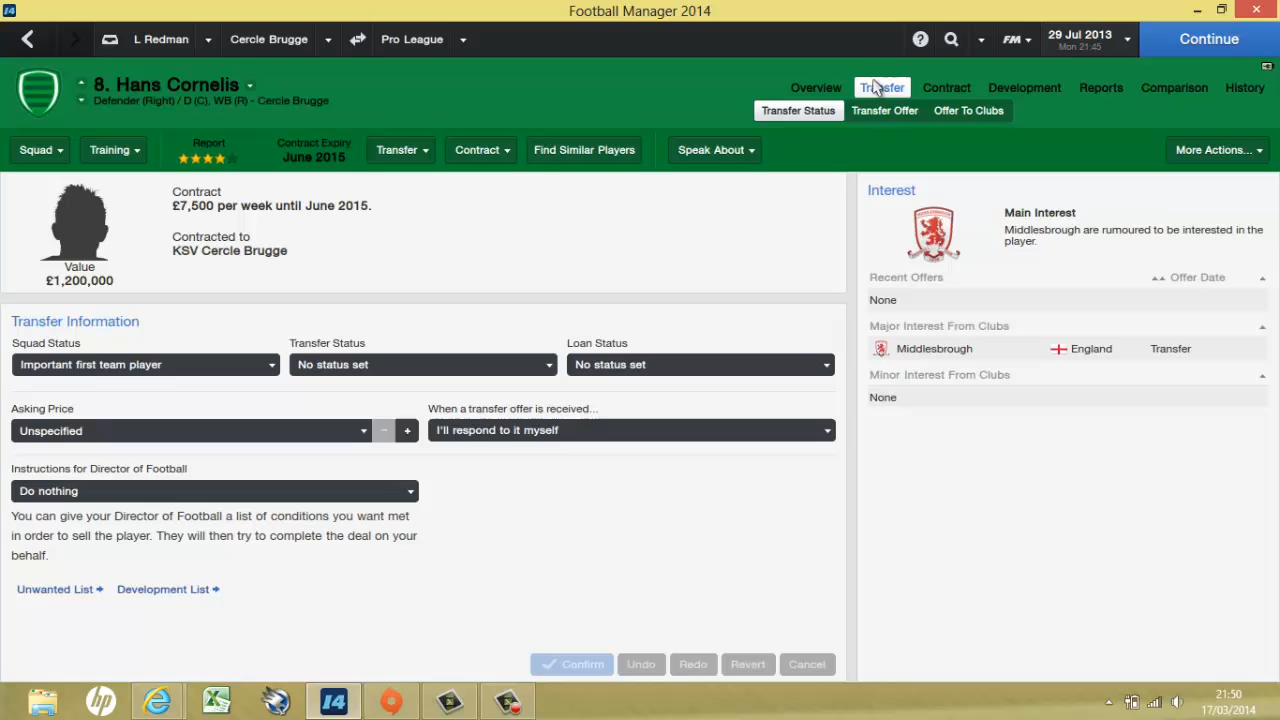 Football Manager 2014
L Redman
Cercle Brugge
Pro League
FM
29 Jul 2013
Mon 21:45
Continue
8. Hans Cornelis
Defender (Right) / D (C), WB (R) - Cercle Brugge
Overview
Transfer
Contract
Development
Reports
Comparison
History
Transfer Status
Transfer Offer
Offer To Clubs
Squad
Training
Report
Contract Expiry
June 2015
Transfer
Contract
Find Similar Players
Speak About
More Actions...
Contract
£7,500 per week until June 2015.
Contracted to
KSV Cercle Brugge
Value
£1,200,000
Transfer Information
Squad Status
Transfer Status
Loan Status
Important first team player
No status set
No status set
Asking Price
When a transfer offer is received...
Unspecified
I'll respond to it myself
Instructions for Director of Football
Do nothing
You can give your Director of Football a list of conditions you want met
in order to sell the player. They will then try to complete the deal on your
behalf.
Unwanted List
Development List
Confirm
Undo
Redo
Revert
Cancel
Interest
Main Interest
Middlesbrough are rumoured to be interested in the
player.
Recent Offers
Offer Date
None
Major Interest From Clubs
Middlesbrough
England
Transfer
Minor Interest From Clubs
None
21:50
17/03/2014